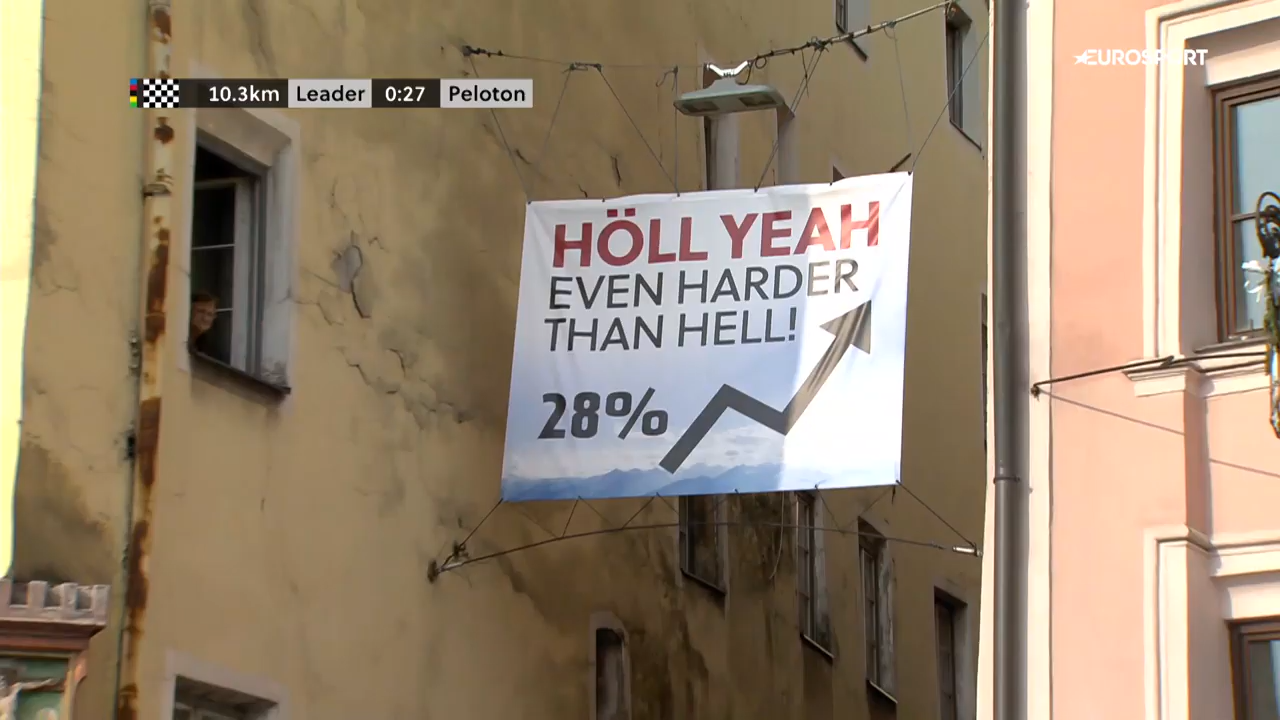 10.3km Leader 0:27 Peloton
EUROSPORT
HÖLL YEAH
EVEN HARDER
THAN HELL!
28%